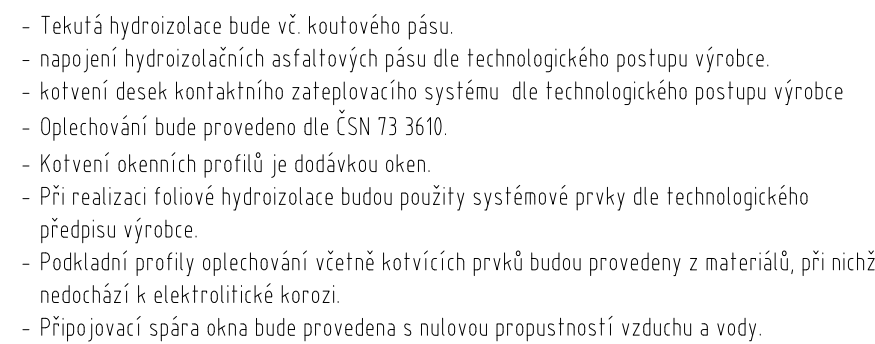 - Tekutá hydroizolace bude vč. koutového pásu.
- napojení hydroizolačních asfaltových pásu dle technologického postupu výrobce.
- kotvení desek kontaktního zateplovacího systému dle technologického postupu výrobce
- Oplechování bude provedeno dle ČSN 73 3610.
- Kotvení okenních profilů je dodávkou oken.
- Při realizaci foliové hydroizolace budou použity systémové prvky dle technologického
předpisu výrobce.
- Podkladní profily oplechování včetně kotvících prvků budou provedeny z materiálů, při nichž
nedochází k elektrolitické korozi.
- Připojovací spára okna bude provedena s nulovou propustností vzduchu a vody.